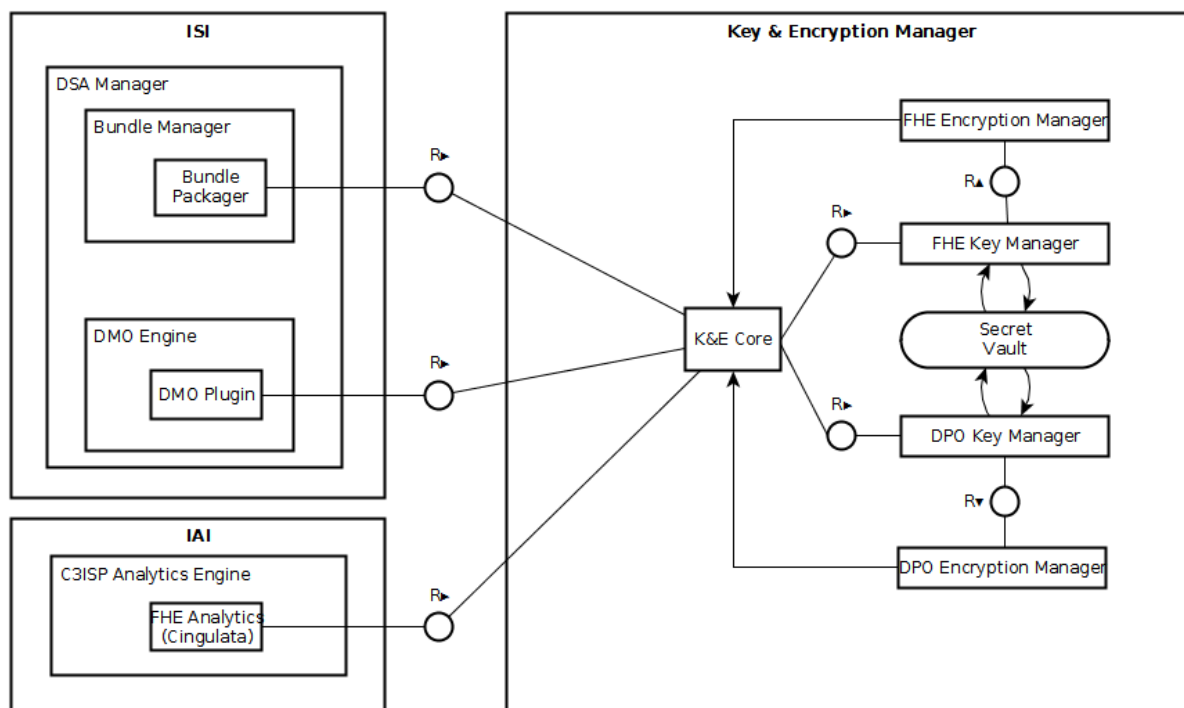 ISI
DSA Manager
Bundle Manager
Bundle
Packager
R►
DMO Engine
DMO Plugin
R►
IAI
C3ISP Analytics Engine
FHE Analytics
(Cingulata)
R►
Key & Encryption Manager
K&E Core
FHE Encryption Manager
R▲
R►
FHE Key Manager
Secret
Vault
R►
DPO Key Manager
R▼
DPO Encryption Manager